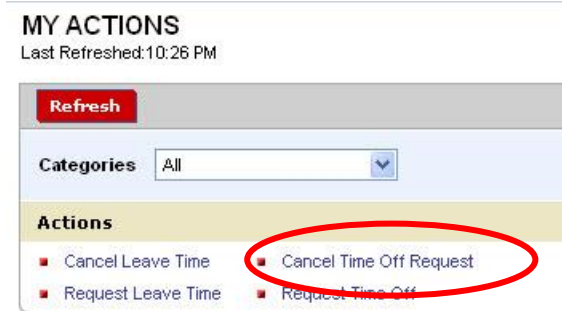 MY ACTIONS
Last Refreshed:10:26 PM
Refresh
Categories All
Actions
Cancel Leave Time Cancel Time Off Request
Request Leave Time Request Time Off